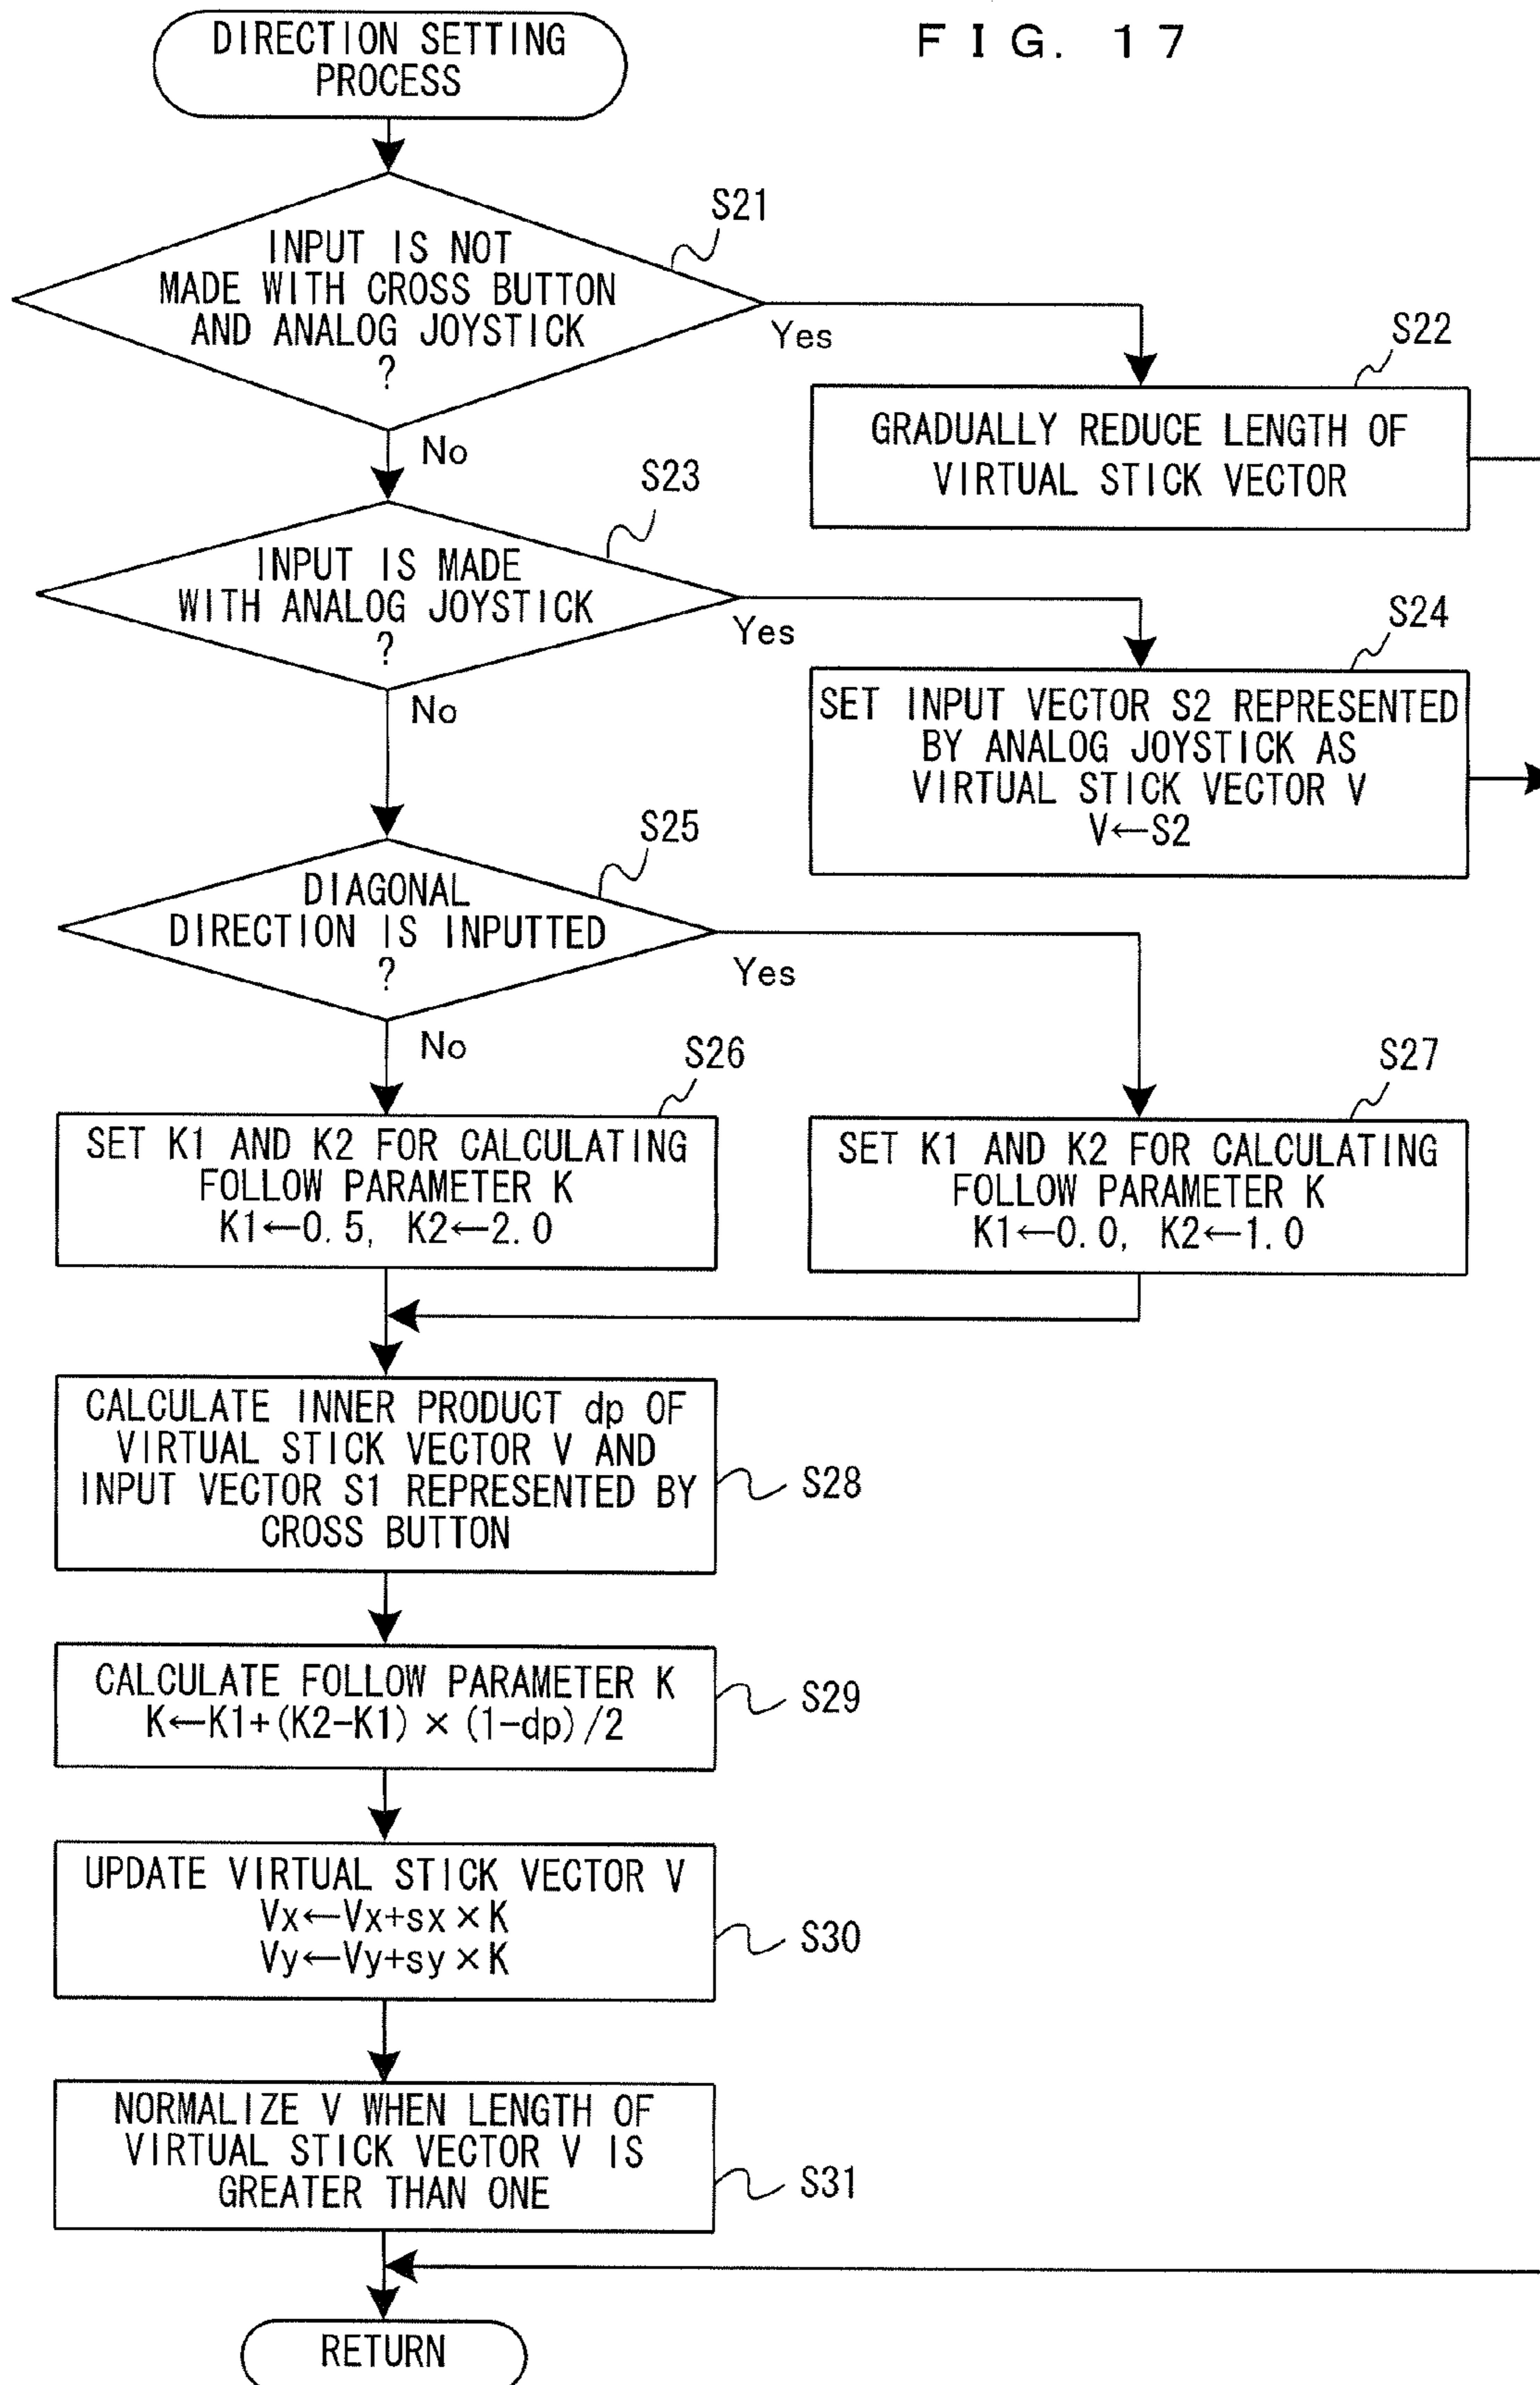 FIG. 17
DIRECTION SETTING
PROCESS
S21
INPUT IS NOT
MADE WITH CROSS BUTTON
AND ANALOG JOYSTICK
?
Yes
No
S22
GRADUALLY REDUCE LENGTH OF
VIRTUAL STICK VECTOR
S23
INPUT IS MADE
WITH ANALOG JOYSTICK
?
Yes
No
S24
SET INPUT VECTOR S2 REPRESENTED
BY ANALOG JOYSTICK AS
VIRTUAL STICK VECTOR V
V←S2
S25
DIAGONAL
DIRECTION IS INPUTTED
?
Yes
No
S26
SET K1 AND K2 FOR CALCULATING
FOLLOW PARAMETER K
K1←0.5, K2←2.0
S27
SET K1 AND K2 FOR CALCULATING
FOLLOW PARAMETER K
K1←0.0, K2←1.0
CALCULATE INNER PRODUCT dp OF
VIRTUAL STICK VECTOR V AND
INPUT VECTOR S1 REPRESENTED BY
CROSS BUTTON
S28
CALCULATE FOLLOW PARAMETER K
K←K1+(K2-K1)×(1-dp)/2
S29
UPDATE VIRTUAL STICK VECTOR V
Vx←Vx+sx×K
Vy←Vy+sy×K
S30
NORMALIZE V WHEN LENGTH OF
VIRTUAL STICK VECTOR V IS
GREATER THAN ONE
S31
RETURN